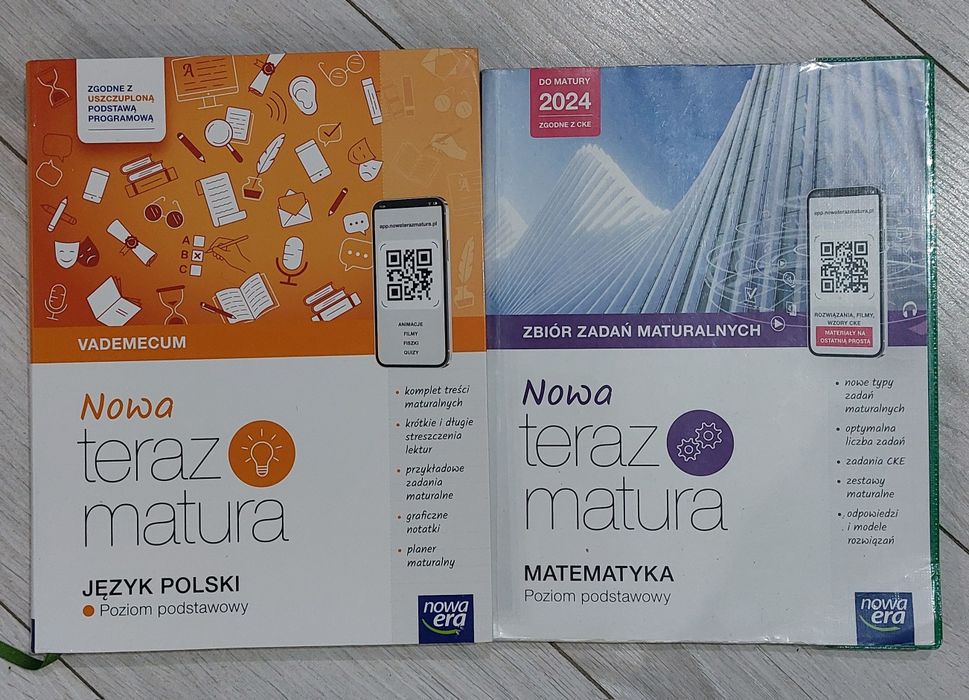 ZGODNE Z
USZCZUPLONĄ
PODSTAWĄ
PROGRAMOWĄ
A
A
B
C
app.nowaterazmatura.pl
ANIMACJE
FILMY
FISZKI
QUIZY
VADEMECUM
Nowa
teraz
matura
JĘZYK POLSKI
Poziom podstawowy
• komplet treści
maturalnych
• krótkie i długie
streszczenia
lektur
• przykładowe
zadania
maturalne
• graficzne
notatki
• planer
maturalny
nowa
era
DO MATURY
2024
ZGODNE Z CKE
app.nowaterazmatura.pl
ROZWIĄZANIA, FILMY,
WZORY CKE
MATERIAŁY NA
OSTATNIĄ PROSTĄ
ZBIÓR ZADAŃ MATURALNYCH
Nowa
teraz
matura
MATEMATYKA
Poziom podstawowy
• nowe typy
zadań
maturalnych
• optymalna
liczba zadań
• zadania CKE
• zestawy
maturalne
• odpowiedzi
i modele
rozwiązań
nowa
era